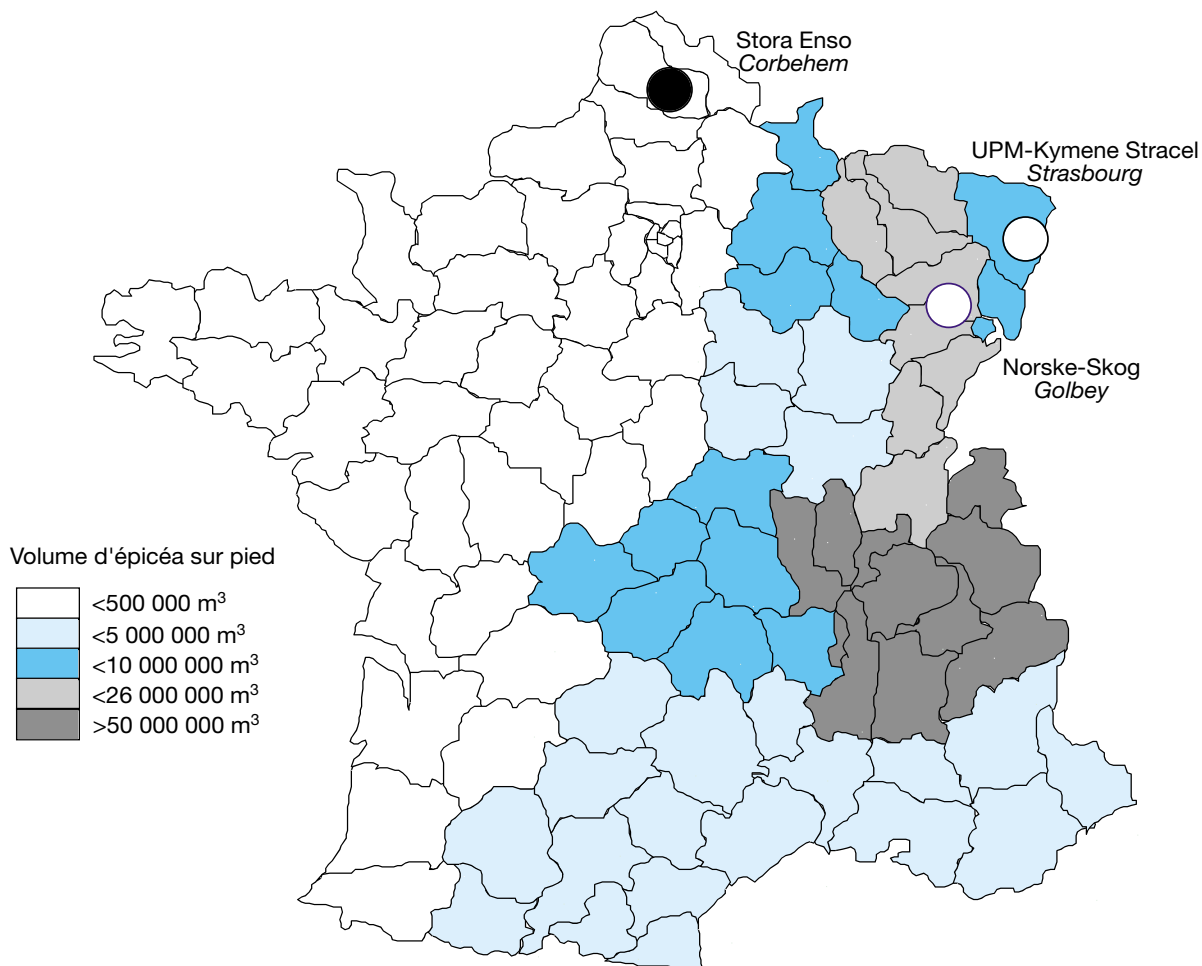 Stora Enso
Corbehem
UPM-Kymene Stracel
Strasbourg
Norske-Skog
Golbey
Volume d'épicéa sur pied
<500 000 m³
<5 000 000 m³
<10 000 000 m³
<26 000 000 m³
>50 000 000 m³